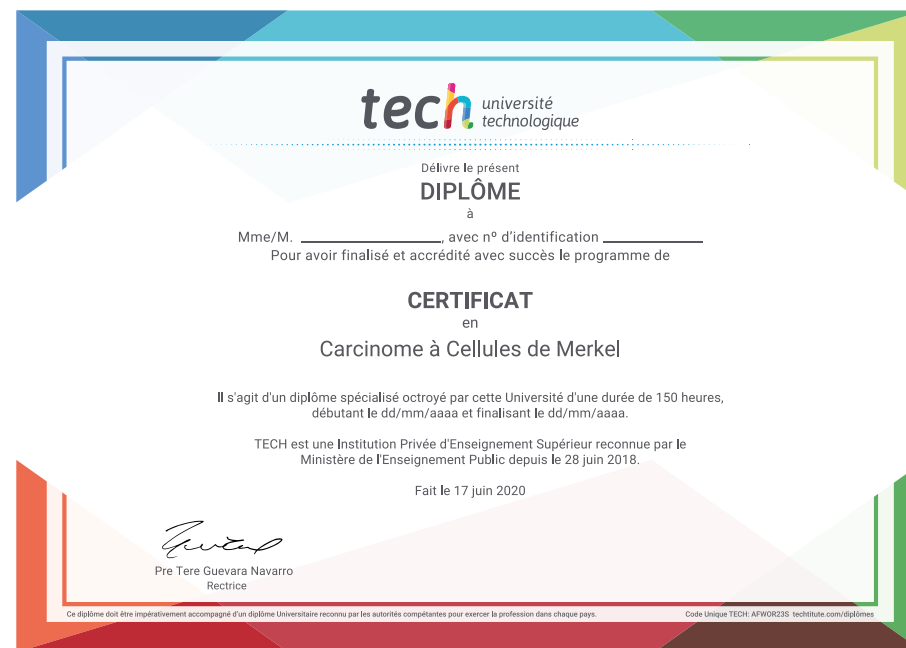 tech université
technologique
Délivre le présent
DIPLÔME
à
Mme/M. ____________________, avec nº d'identification ______________
Pour avoir finalisé et accrédité avec succès le programme de
CERTIFICAT
en
Carcinome à Cellules de Merkel
Il s'agit d'un diplôme spécialisé octroyé par cette Université d'une durée de 150 heures,
débutant le dd/mm/aaaa et finalisant le dd/mm/aaaa.
TECH est une Institution Privée d'Enseignement Supérieur reconnue par le
Ministère de l'Enseignement Public depuis le 28 juin 2018.
Fait le 17 juin 2020
Pre Tere Guevara Navarro
Rectrice
Ce diplôme doit être impérativement accompagné d'un diplôme Universitaire reconnu par les autorités compétantes pour exercer la profession dans chaque pays.
Code Unique TECH: AFWOR23S techtitute.com/diplômes